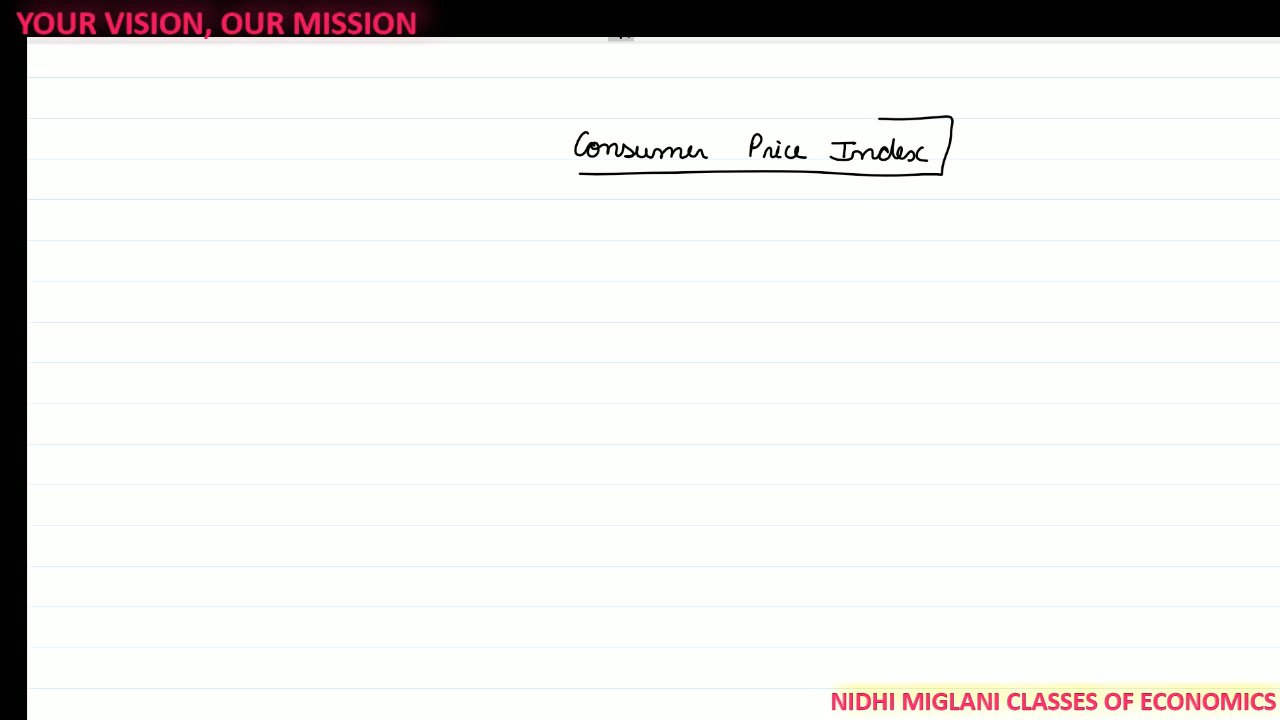 YOUR VISION, OUR MISSION
Consumer Price Index
NIDHI MIGLANI CLASSES OF ECONOMICS